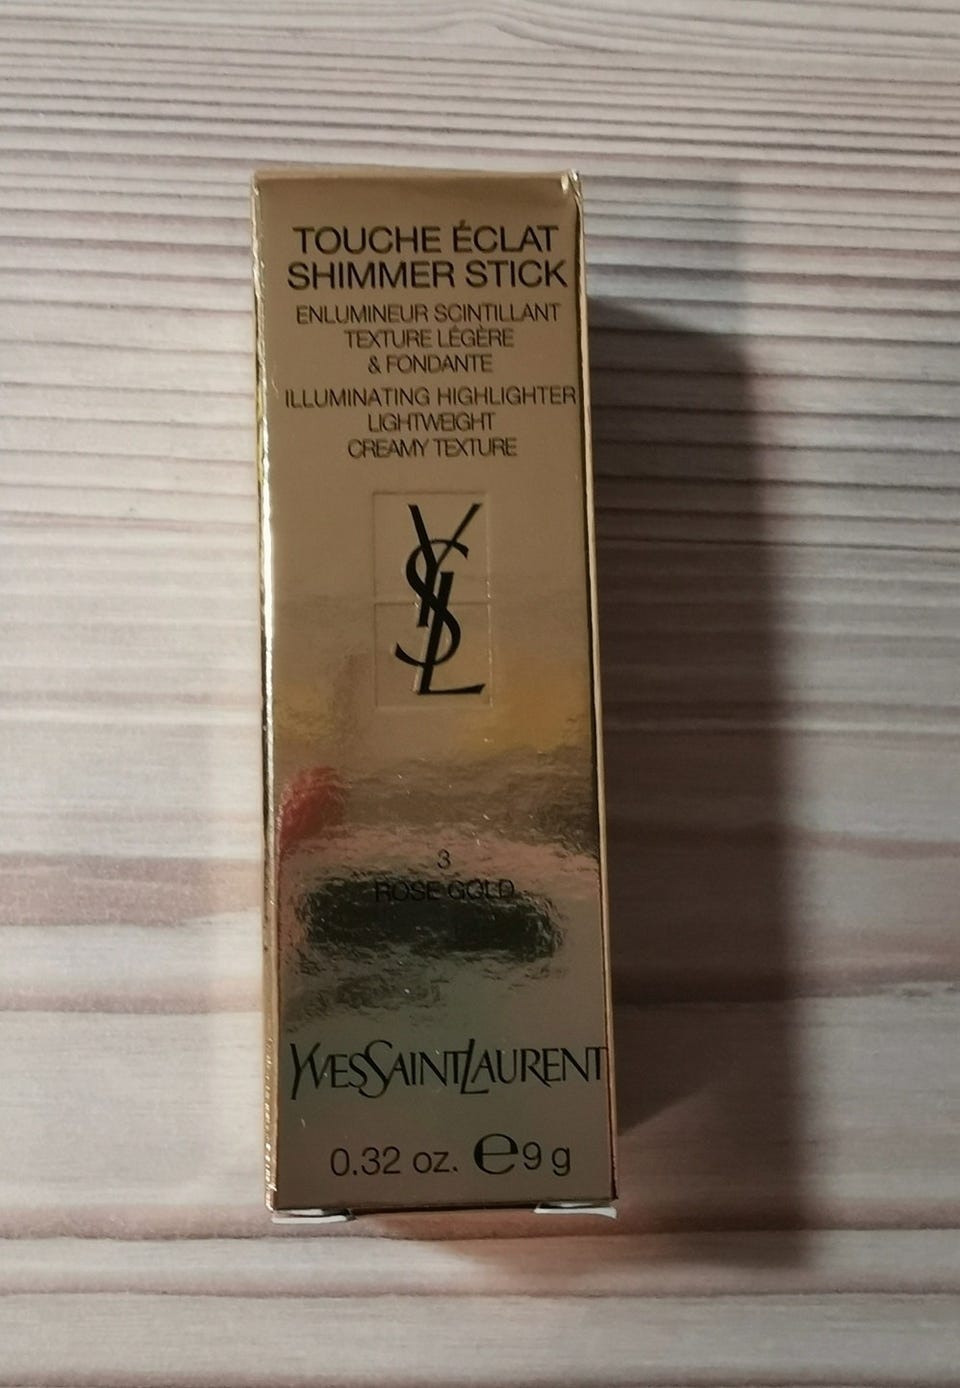 TOUCHE ÉCLAT
SHIMMER STICK
ENLUMINEUR SCINTILLANT
TEXTURE LÉGÈRE
& FONDANTE
ILLUMINATING HIGHLIGHTER
LIGHTWEIGHT
CREAMY TEXTURE
YSL
3
ROSE GOLD
YVESSAINTLAURENT
0.32 oz. ℮ 9 g